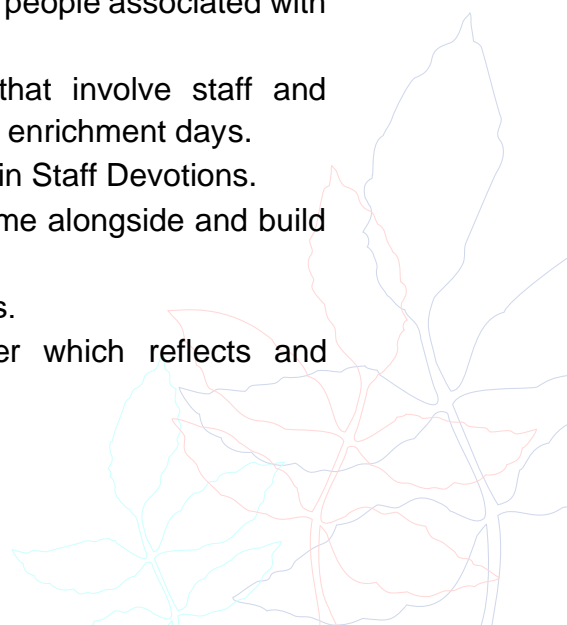 people associated with
that involve staff and
enrichment days.
in Staff Devotions.
me alongside and build
s.
er which reflects and